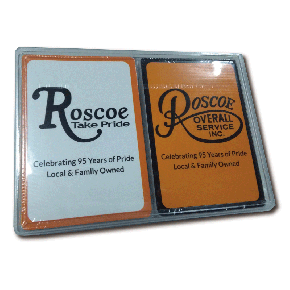 Roscoe
Take Pride
Celebrating 95 Years of Pride
Local & Family Owned
Roscoe
OVERALL
SERVICE
INC.
Celebrating 95 Years of Pride
Local & Family Owned